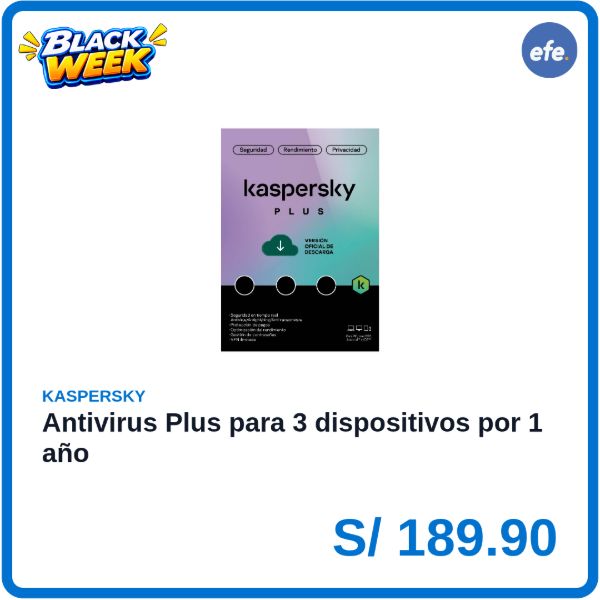 BLACK
WEEK
efe.
Seguridad
Rendimiento
Privacidad
kaspersky
PLUS
VERSIÓN
OFICIAL DE
DESCARGA
k
KASPERSKY
Antivirus Plus para 3 dispositivos por 1
año
S/ 189.90